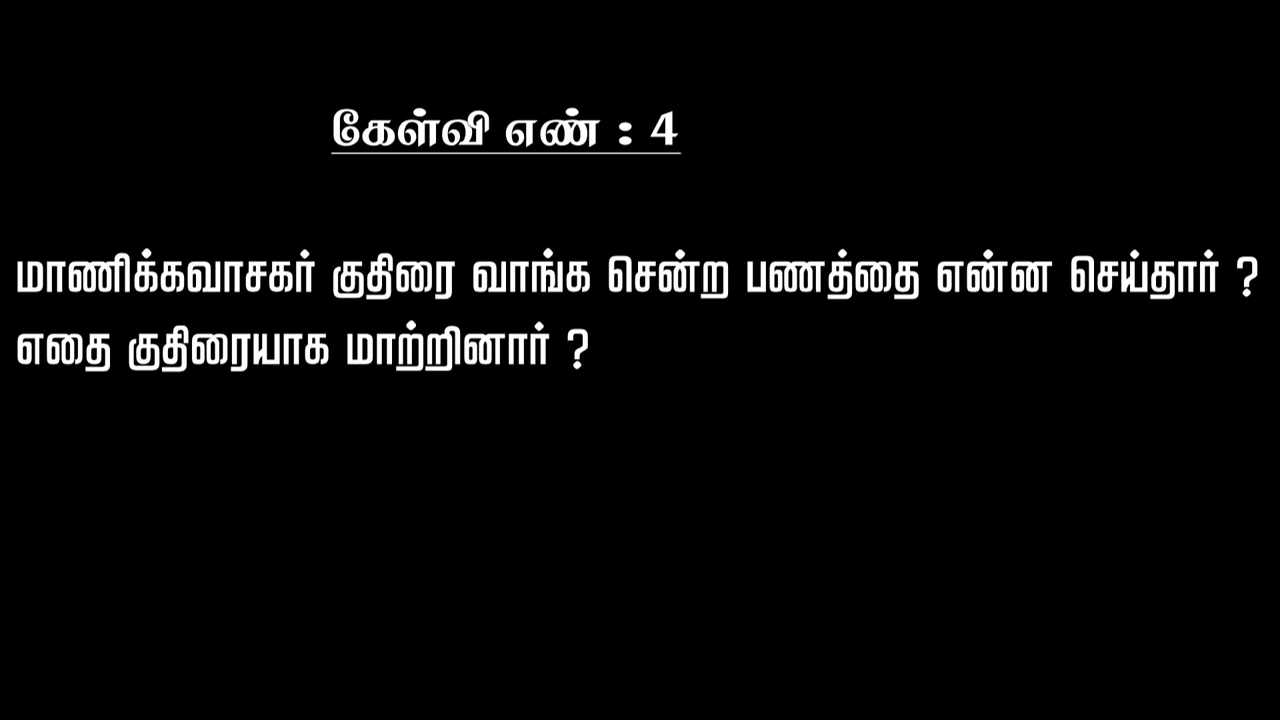 கேள்வி எண் : 4
மாணிக்கவாசகர் குதிரை வாங்க சென்ற பணத்தை என்ன செய்தார் ?
எதை குதிரையாக மாற்றினார் ?